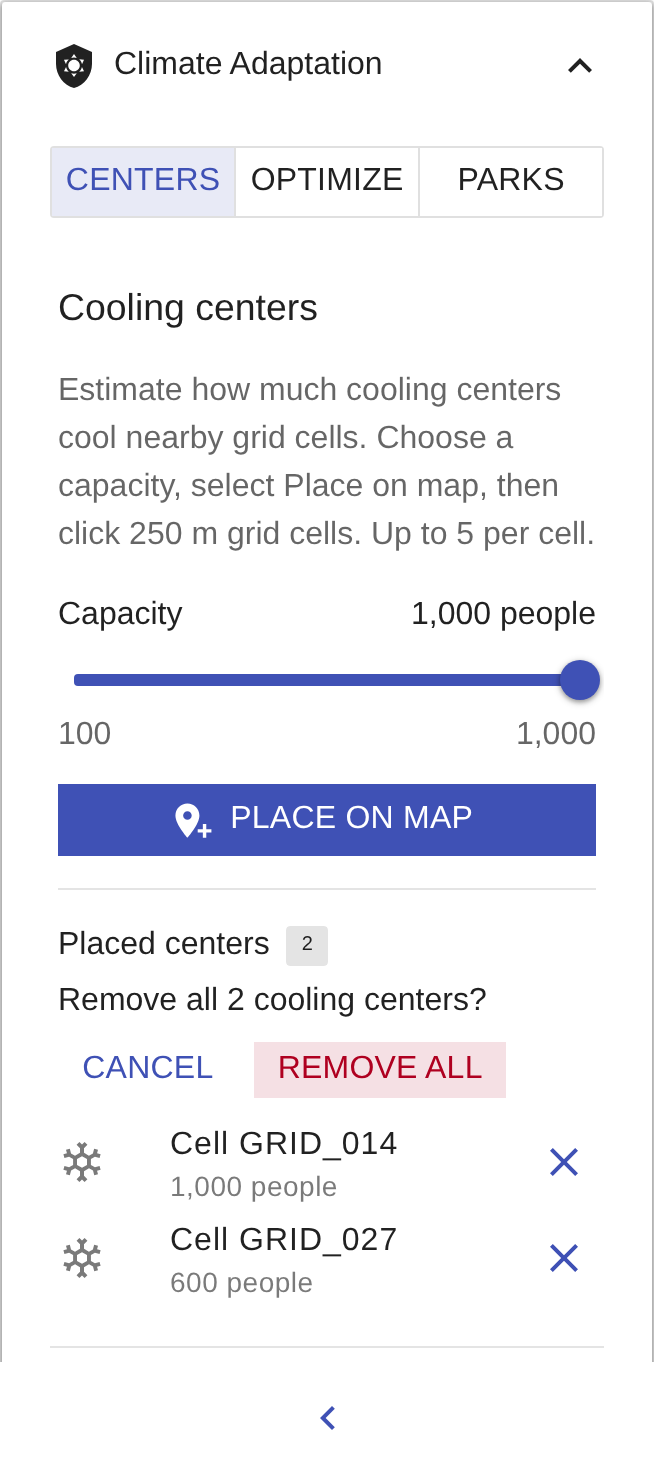 Climate Adaptation
CENTERS OPTIMIZE PARKS
Cooling centers
Estimate how much cooling centers
cool nearby grid cells. Choose a
capacity, select Place on map, then
click 250 m grid cells. Up to 5 per cell.
Capacity 1,000 people
100 1,000
PLACE ON MAP
Placed centers 2
Remove all 2 cooling centers?
CANCEL REMOVE ALL
Cell GRID_014
1,000 people
Cell GRID_027
600 people